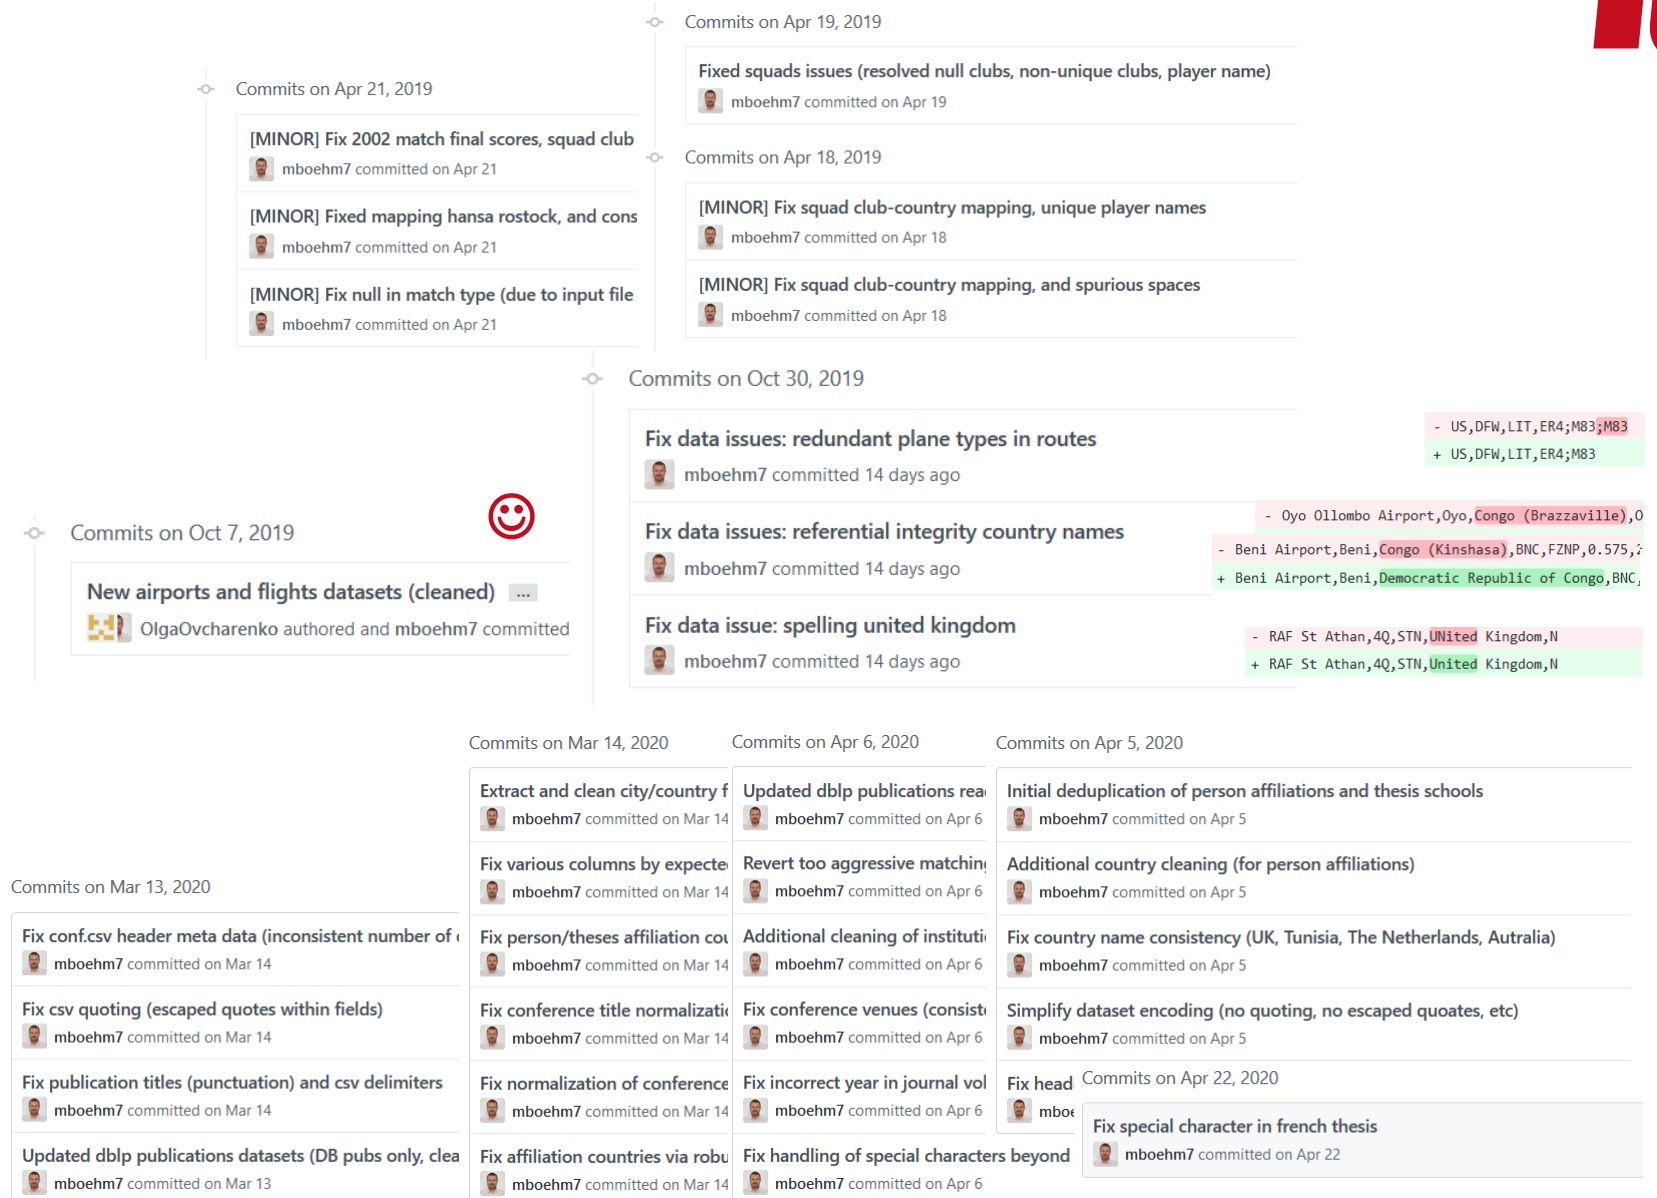 Commits on Apr 19, 2019
Fixed squads issues (resolved null clubs, non-unique clubs, player name)
mboehm7 committed on Apr 19
Commits on Apr 18, 2019
[MINOR] Fix squad club-country mapping, unique player names
mboehm7 committed on Apr 18
[MINOR] Fix squad club-country mapping, and spurious spaces
mboehm7 committed on Apr 18
Commits on Apr 21, 2019
[MINOR] Fix 2002 match final scores, squad club
mboehm7 committed on Apr 21
[MINOR] Fixed mapping hansa rostock, and cons
mboehm7 committed on Apr 21
[MINOR] Fix null in match type (due to input file
mboehm7 committed on Apr 21
Commits on Oct 30, 2019
Fix data issues: redundant plane types in routes
mboehm7 committed 14 days ago
Fix data issues: referential integrity country names
mboehm7 committed 14 days ago
Fix data issue: spelling united kingdom
mboehm7 committed 14 days ago
- US,DFW,LIT,ER4;M83;M83
+ US,DFW,LIT,ER4;M83
- Oyo Ollombo Airport,Oyo,Congo (Brazzaville),O
- Beni Airport,Beni,Congo (Kinshasa),BNC,FZNP,0.575,2
+ Beni Airport,Beni,Democratic Republic of Congo,BNC,
- RAF St Athan,4Q,STN,UNited Kingdom,N
+ RAF St Athan,4Q,STN,United Kingdom,N
Commits on Oct 7, 2019
New airports and flights datasets (cleaned) ...
OlgaOvcharenko authored and mboehm7 committed
Commits on Mar 13, 2020
Fix conf.csv header meta data (inconsistent number of
mboehm7 committed on Mar 14
Fix csv quoting (escaped quotes within fields)
mboehm7 committed on Mar 14
Fix publication titles (punctuation) and csv delimiters
mboehm7 committed on Mar 14
Updated dblp publications datasets (DB pubs only, clea
mboehm7 committed on Mar 13
Commits on Mar 14, 2020
Extract and clean city/country f
mboehm7 committed on Mar 14
Fix various columns by expecte
mboehm7 committed on Mar 14
Fix person/theses affiliation cou
mboehm7 committed on Mar 14
Fix conference title normalizatio
mboehm7 committed on Mar 14
Fix normalization of conference
mboehm7 committed on Mar 14
Fix affiliation countries via robu
mboehm7 committed on Mar 14
Commits on Apr 6, 2020
Updated dblp publications rea
mboehm7 committed on Apr 6
Revert too aggressive matching
mboehm7 committed on Apr 6
Additional cleaning of instituti
mboehm7 committed on Apr 6
Fix conference venues (consiste
mboehm7 committed on Apr 6
Fix incorrect year in journal vol
mboehm7 committed on Apr 6
Fix handling of special characters beyond
mboehm7 committed on Apr 6
Commits on Apr 5, 2020
Initial deduplication of person affiliations and thesis schools
mboehm7 committed on Apr 5
Additional country cleaning (for person affiliations)
mboehm7 committed on Apr 5
Fix country name consistency (UK, Tunisia, The Netherlands, Autralia)
mboehm7 committed on Apr 5
Simplify dataset encoding (no quoting, no escaped quoates, etc)
mboehm7 committed on Apr 5
Fix head
mboe
Commits on Apr 22, 2020
Fix special character in french thesis
mboehm7 committed on Apr 22